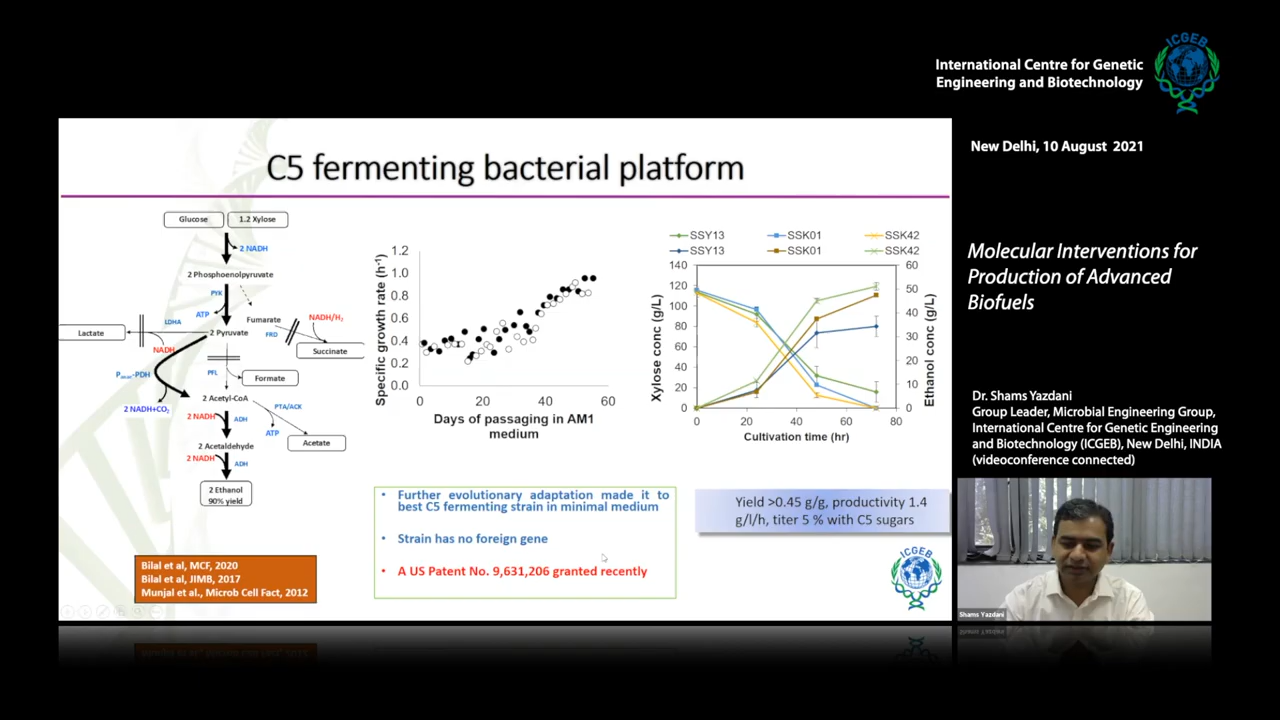 International Centre for Genetic
Engineering and Biotechnology
ICGEB
New Delhi, 10 August 2021
Molecular Interventions for
Production of Advanced
Biofuels
Dr. Shams Yazdani
Group Leader, Microbial Engineering Group,
International Centre for Genetic Engineering
and Biotechnology (ICGEB), New Delhi, INDIA
(videoconference connected)
Shams Yazdani
C5 fermenting bacterial platform
Glucose
1.2 Xylose
2 NADH
2 Phosphoenolpyruvate
PYK
ATP
Fumarate
NADH/H2
LDHA
Lactate
2 Pyruvate
FRD
NADH
Succinate
PFL
Panax-PDH
Formate
2 Acetyl-CoA
2 NADH+CO2
PTA/ACK
2 NADH
ADH
ATP
Acetate
2 Acetaldehyde
2 NADH
ADH
2 Ethanol
90% yield
Bilal et al, MCF, 2020
Bilal et al, JIMB, 2017
Munjal et al., Microb Cell Fact, 2012
Specific growth rate (h-1)
1.2
1.0
0.8
0.6
0.4
0.2
0.0
0 20 40 60
Days of passaging in AM1
medium
SSY13 SSK01 SSK42
SSY13 SSK01 SSK42
Xylose conc (g/L)
140
120
100
80
60
40
20
0
60
50
40
30
20
10
0
Ethanol conc (g/L)
0 20 40 60 80
Cultivation time (hr)
• Further evolutionary adaptation made it to
best C5 fermenting strain in minimal medium
• Strain has no foreign gene
• A US Patent No. 9,631,206 granted recently
Yield >0.45 g/g, productivity 1.4
g/l/h, titer 5 % with C5 sugars
ICGEB